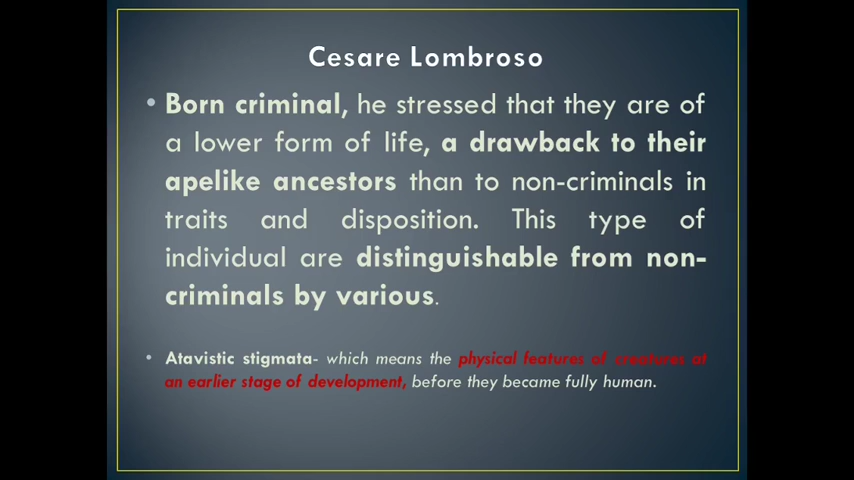 Cesare Lombroso
• Born criminal, he stressed that they are of
a lower form of life, a drawback to their
apelike ancestors than to non-criminals in
traits and disposition. This type of
individual are distinguishable from non-
criminals by various.
• Atavistic stigmata- which means the physical features of creatures at
an earlier stage of development, before they became fully human.